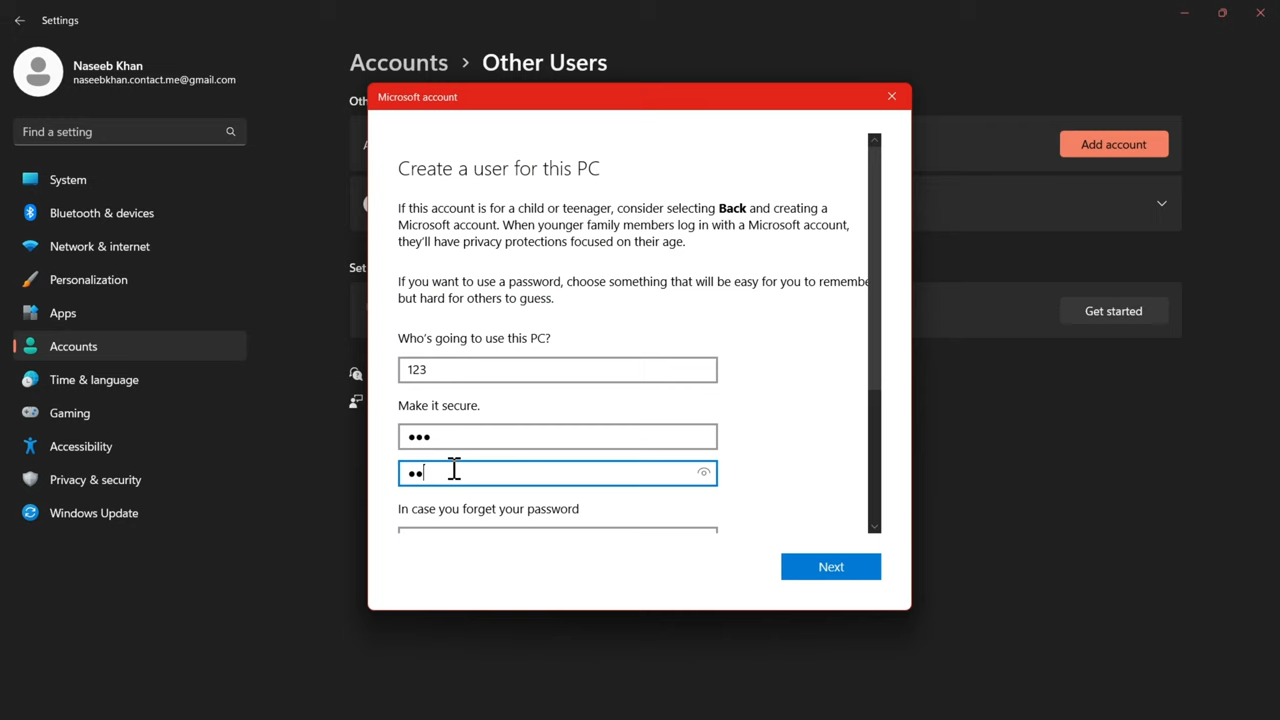 Settings
Naseeb Khan
naseebkhan.contact.me@gmail.com
Find a setting
System
Bluetooth & devices
Network & internet
Personalization
Apps
Accounts
Time & language
Gaming
Accessibility
Privacy & security
Windows Update
Accounts > Other Users
Oth
Add account
Set
Get started
Microsoft account
Create a user for this PC
If this account is for a child or teenager, consider selecting Back and creating a
Microsoft account. When younger family members log in with a Microsoft account,
they'll have privacy protections focused on their age.
If you want to use a password, choose something that will be easy for you to remembe
but hard for others to guess.
Who's going to use this PC?
123
Make it secure.
●●●
●●
In case you forget your password
Next